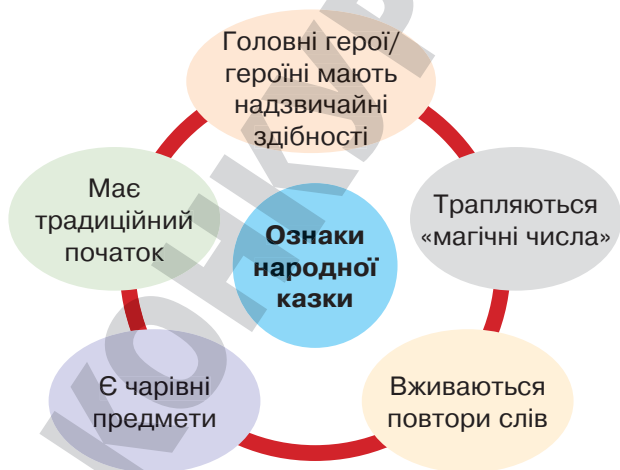 Головні герої/
героїні мають
надзвичайні
здібності
Має
традиційний
початок
Трапляються
«магічні числа»
Ознаки
народної
казки
Є чарівні
предмети
Вживаються
повтори слів